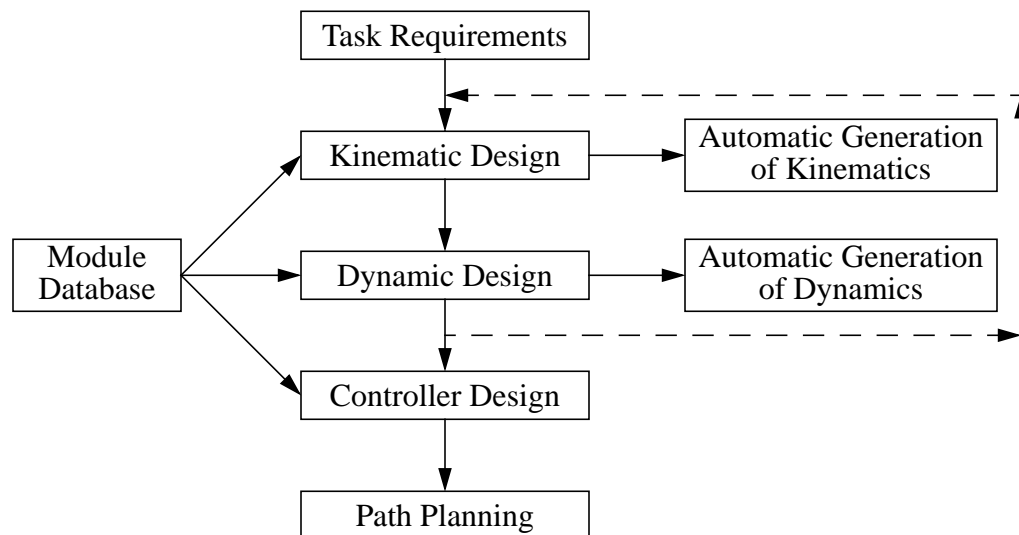 Task Requirements
Kinematic Design
Automatic Generation
of Kinematics
Module
Database
Dynamic Design
Automatic Generation
of Dynamics
Controller Design
Path Planning